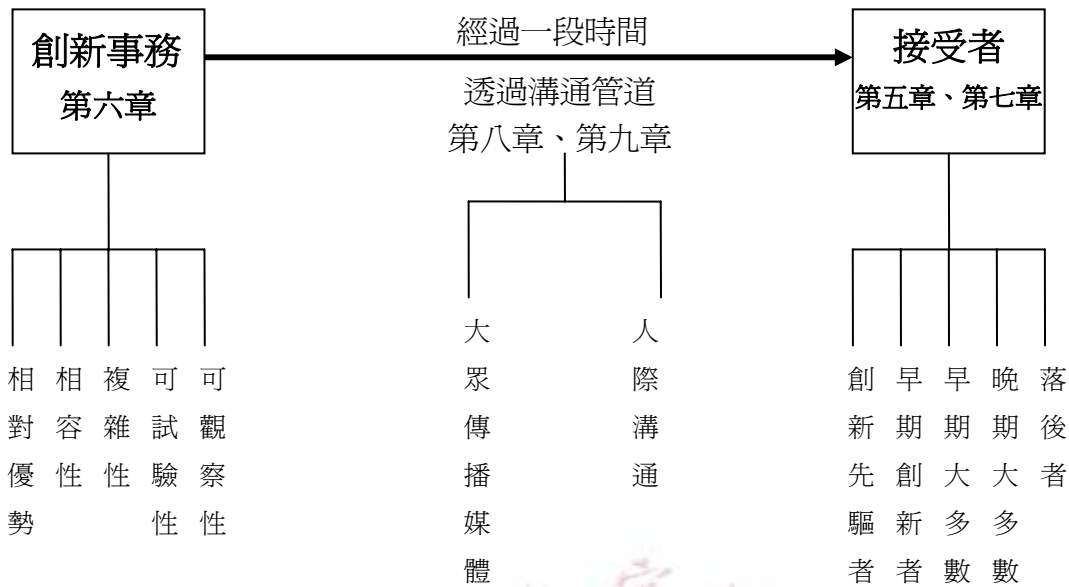 創新事務
第六章
經過一段時間
透過溝通管道
第八章、第九章
接受者
第五章、第七章
相對優勢
相容性
複雜性
可試驗性
可觀察性
大眾傳播媒體
人際溝通
創新先驅者
早期創新者
早期大多數
晚期大多數
落後者